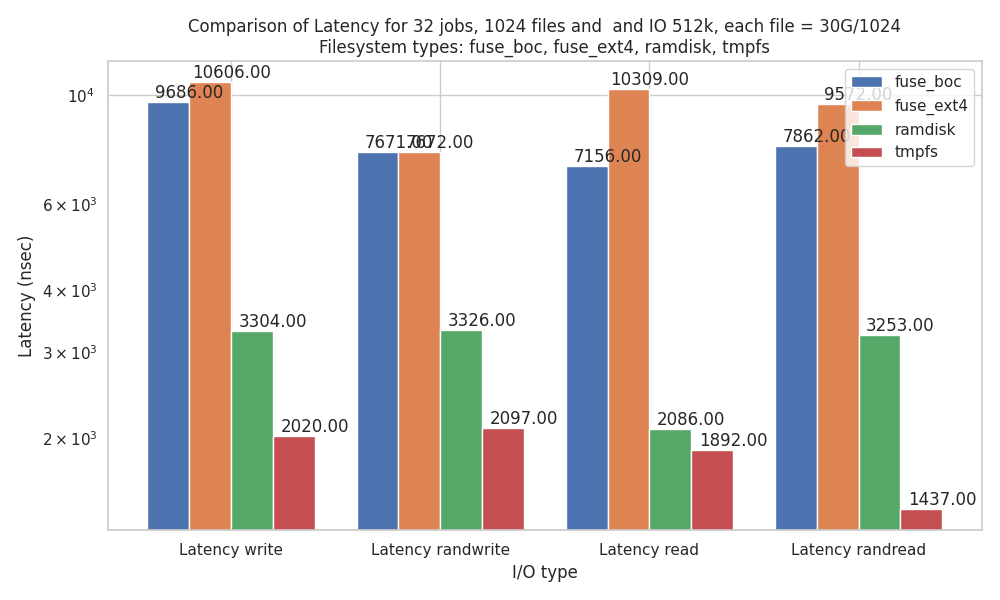 Comparison of Latency for 32 jobs, 1024 files and  and IO 512k, each file = 30G/1024
Filesystem types: fuse_boc, fuse_ext4, ramdisk, tmpfs
Latency (nsec)
10⁴
6 × 10³
4 × 10³
3 × 10³
2 × 10³
9686.00
10606.00
3304.00
2020.00
7671.00
7672.00
3326.00
2097.00
7156.00
10309.00
2086.00
1892.00
7862.00
9572.00
3253.00
1437.00
fuse_boc
fuse_ext4
ramdisk
tmpfs
Latency write
Latency randwrite
Latency read
Latency randread
I/O type